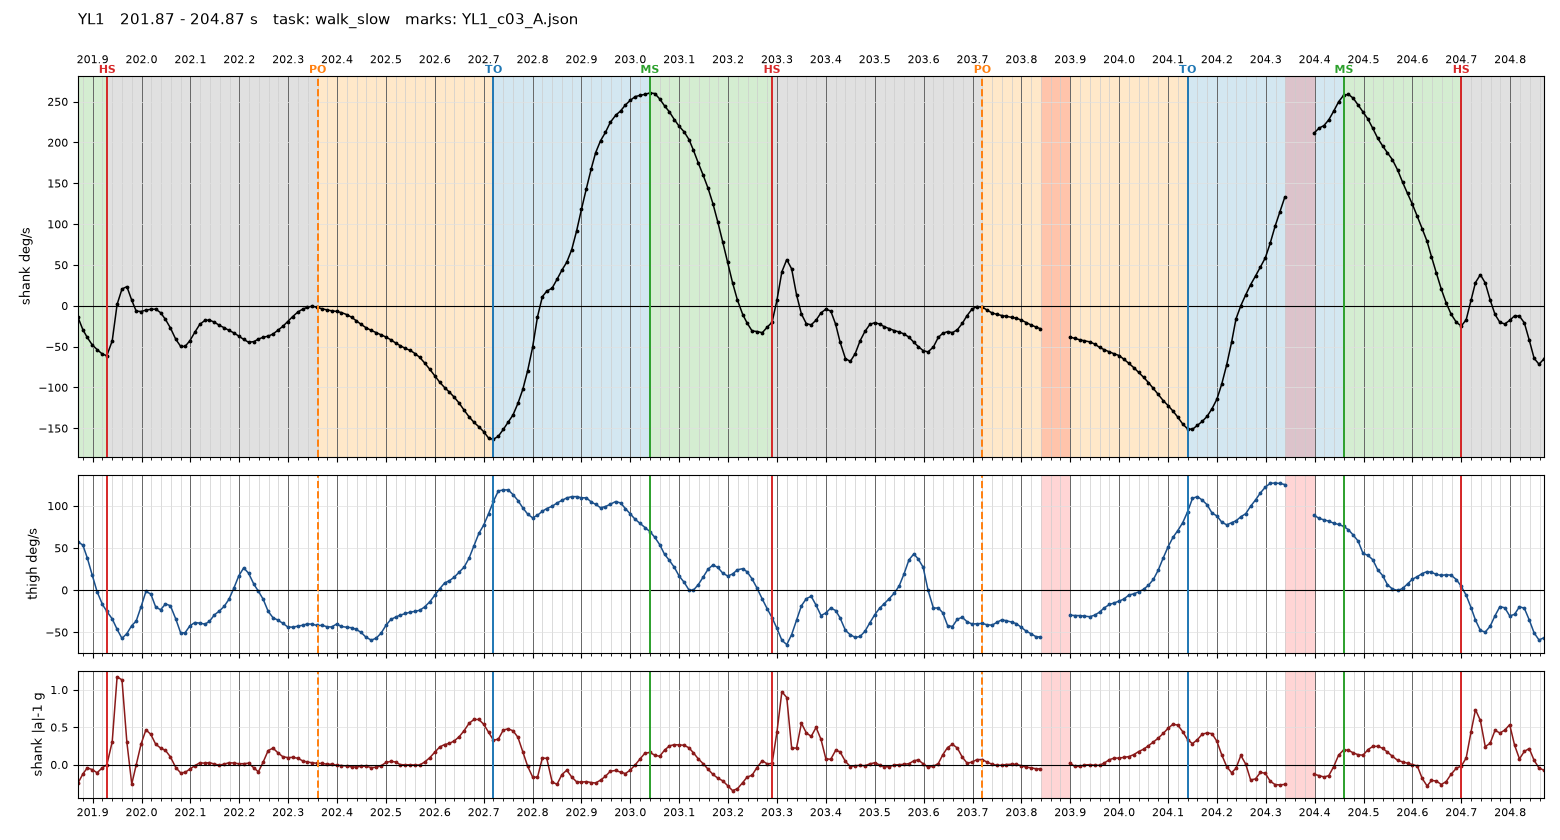 YL1   201.87 - 204.87 s   task: walk_slow   marks: YL1_c03_A.json
201.9 202.0 202.1 202.2 202.3 202.4 202.5 202.6 202.7 202.8 202.9 203.0 203.1 203.2 203.3 203.4 203.5 203.6 203.7 203.8 203.9 204.0 204.1 204.2 204.3 204.4 204.5 204.6 204.7 204.8
HS PO TO MS HS PO TO MS HS
shank deg/s
250
200
150
100
50
0
−50
−100
−150
thigh deg/s
100
50
0
−50
shank |a|-1 g
1.0
0.5
0.0
201.9 202.0 202.1 202.2 202.3 202.4 202.5 202.6 202.7 202.8 202.9 203.0 203.1 203.2 203.3 203.4 203.5 203.6 203.7 203.8 203.9 204.0 204.1 204.2 204.3 204.4 204.5 204.6 204.7 204.8